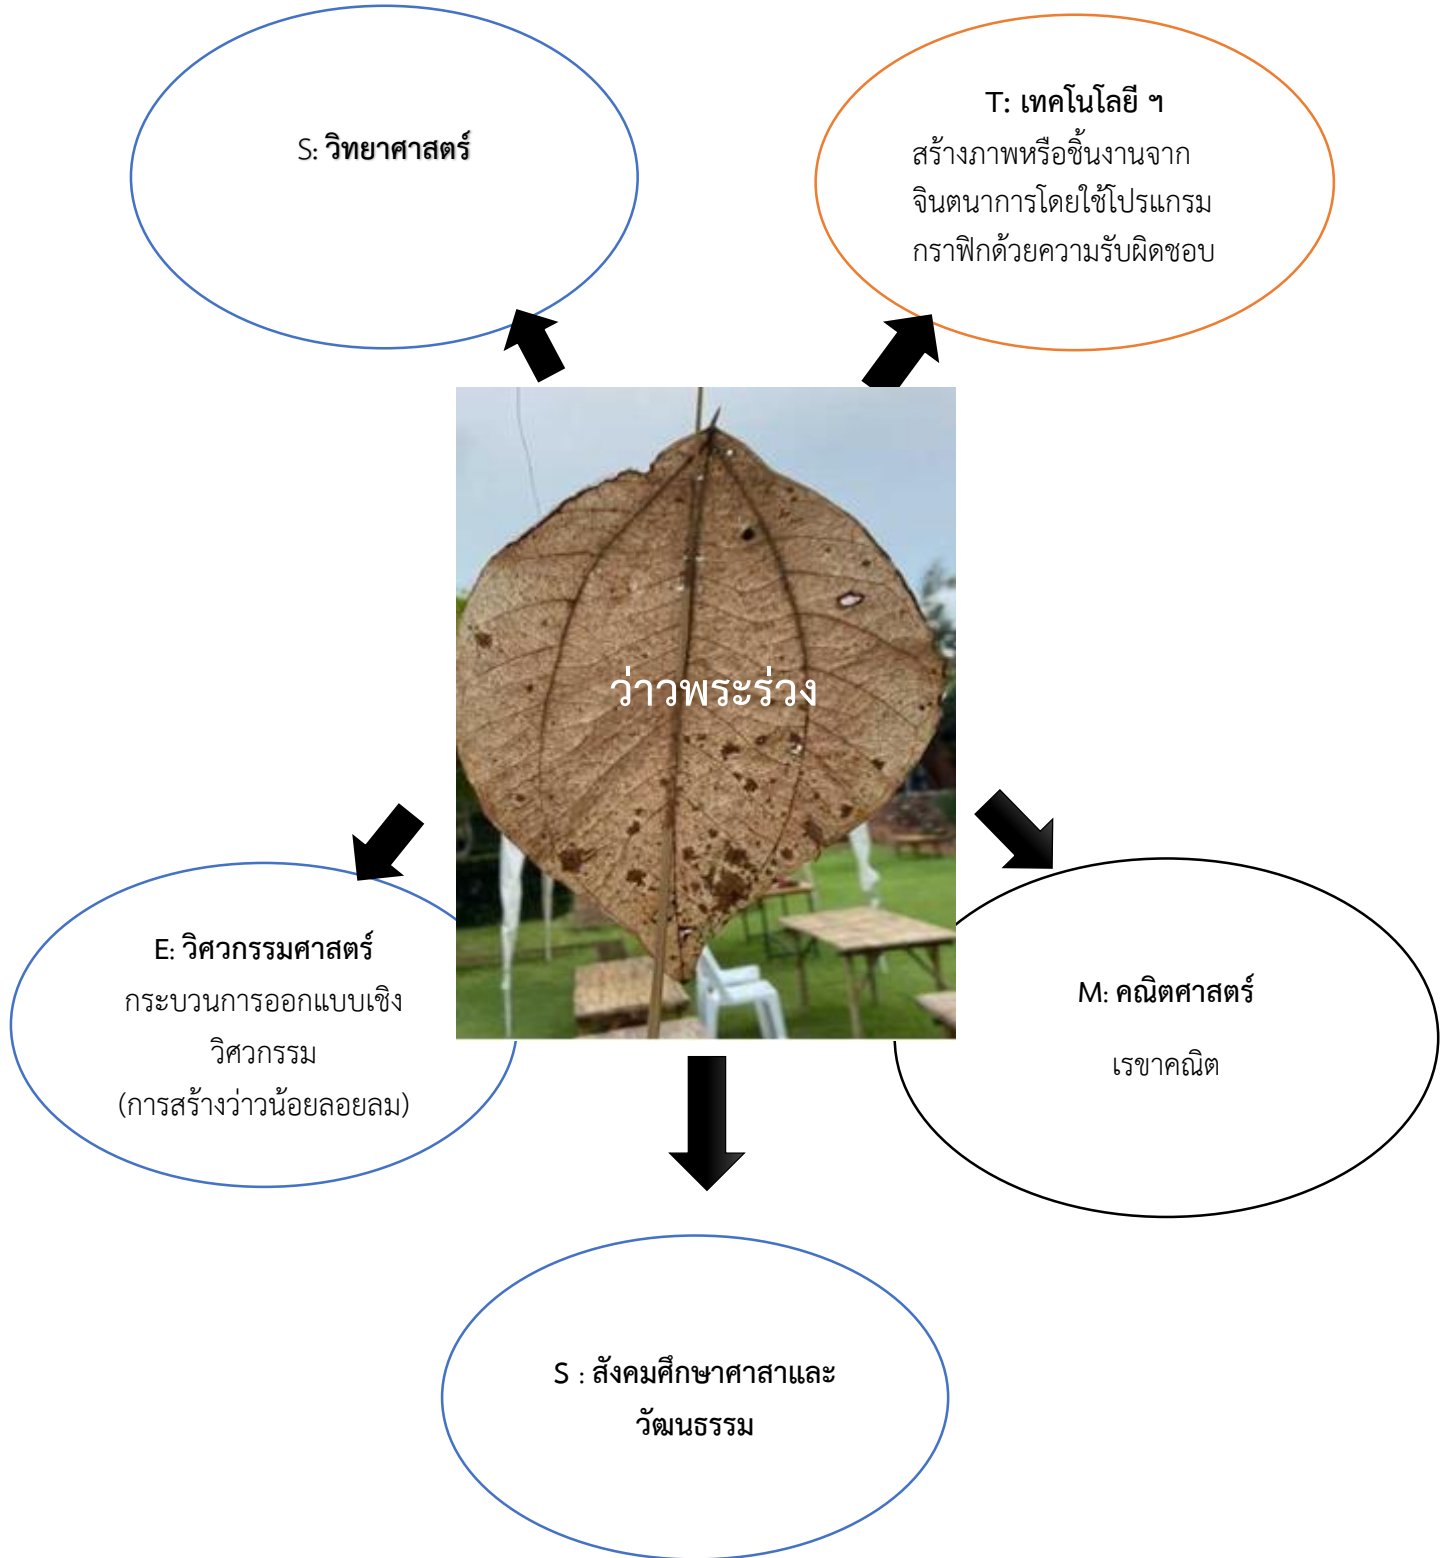 S: วิทยาศาสตร์
T: เทคโนโลยี ฯ
สร้างภาพหรือชิ้นงานจาก
จินตนาการโดยใช้โปรแกรม
กราฟิกด้วยความรับผิดชอบ
ว่าวพระร่วง
E: วิศวกรรมศาสตร์
กระบวนการออกแบบเชิง
วิศวกรรม
(การสร้างว่าวน้อยลอยลม)
M: คณิตศาสตร์
เรขาคณิต
S : สังคมศึกษาศาสาและ
วัฒนธรรม